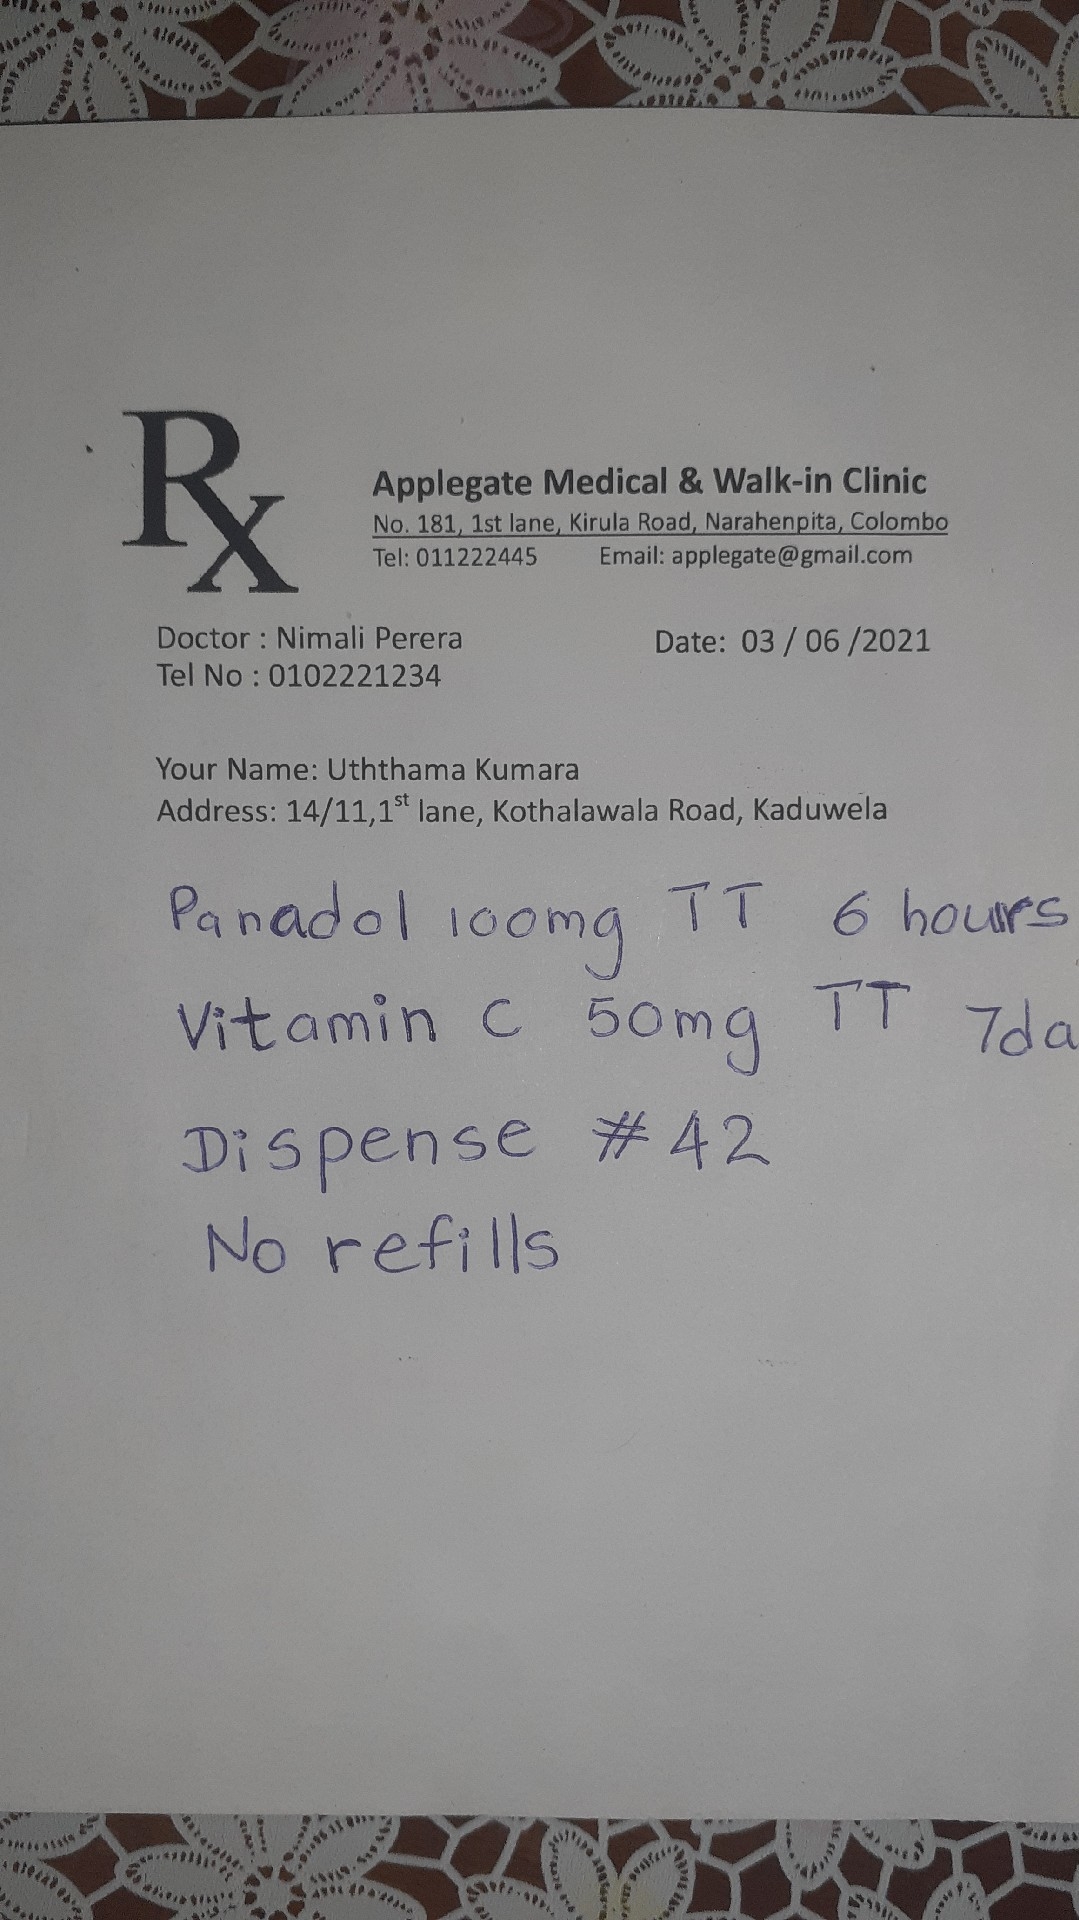 Rx
Applegate Medical & Walk-in Clinic
No. 181, 1st lane, Kirula Road, Narahenpita, Colombo
Tel: 011222445 Email: applegate@gmail.com
Doctor : Nimali Perera Date: 03 / 06 /2021
Tel No : 0102221234
Your Name: Uththama Kumara
Address: 14/11,1st lane, Kothalawala Road, Kaduwela
Panadol 100mg TT 6 hours
Vitamin C 50mg TT 7da
Dispense #42
No refills